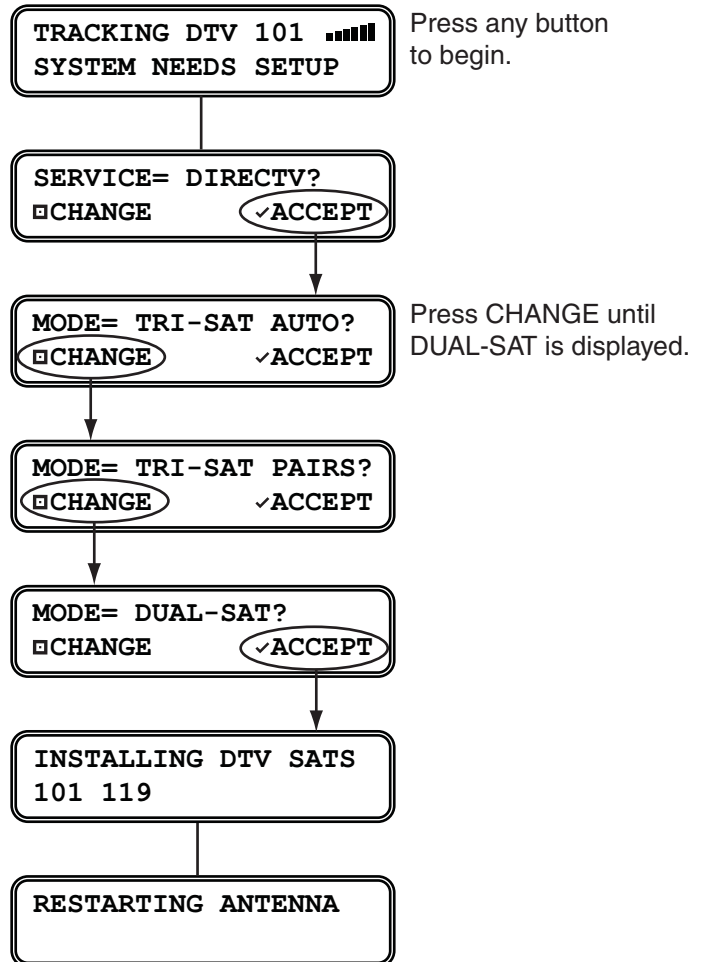 TRACKING DTV 101
SYSTEM NEEDS SETUP
Press any button
to begin.
SERVICE= DIRECTV?
CHANGE ✓ACCEPT
MODE= TRI-SAT AUTO?
CHANGE ✓ACCEPT
Press CHANGE until
DUAL-SAT is displayed.
MODE= TRI-SAT PAIRS?
CHANGE ✓ACCEPT
MODE= DUAL-SAT?
CHANGE ✓ACCEPT
INSTALLING DTV SATS
101 119
RESTARTING ANTENNA